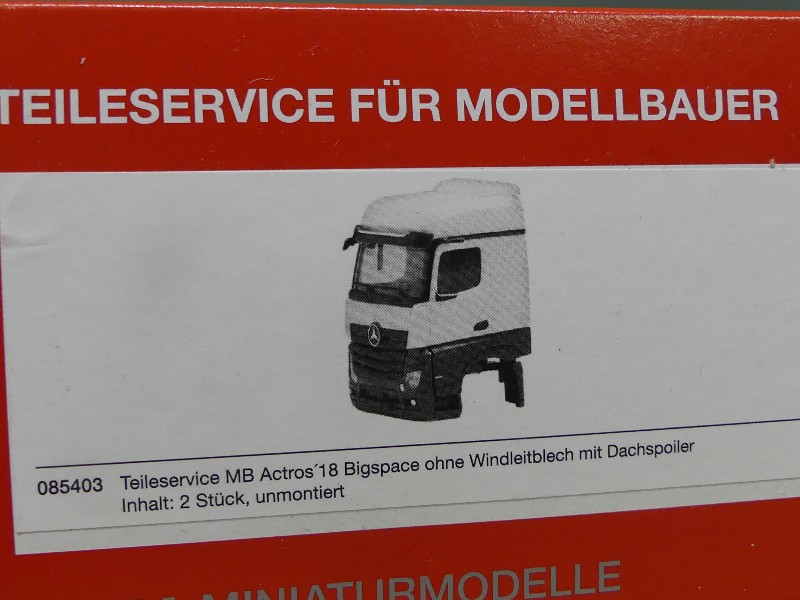 TEILESERVICE FÜR MODELLBAUER
085403 Teileservice MB Actros´18 Bigspace ohne Windleitblech mit Dachspoiler
Inhalt: 2 Stück, unmontiert
MINIATURMODELLE